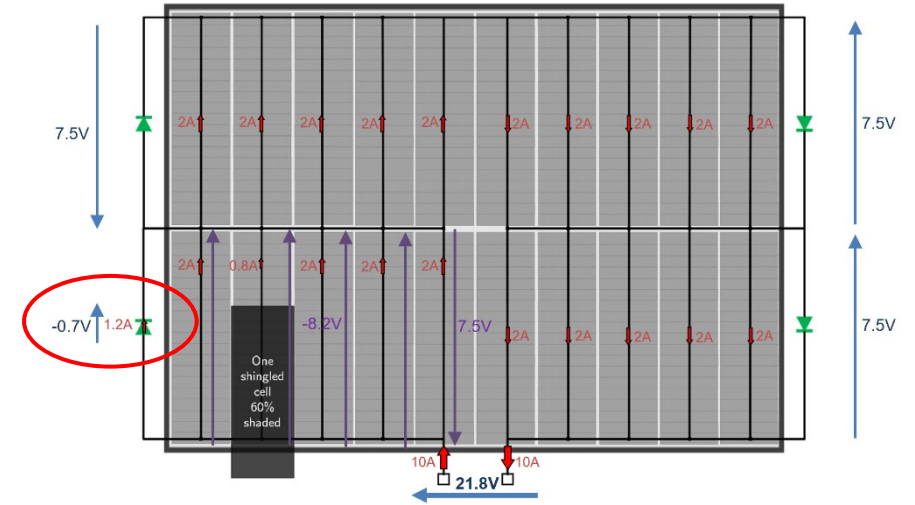 2A 2A 2A 2A 2A 2A 2A 2A 2A 2A
7.5V 7.5V
2A 0.8A 2A 2A 2A
-0.7V 1.2A -8.2V 7.5V 7.5V
2A 2A 2A 2A 2A
One
shingled
cell
60%
shaded
10A 10A
21.8V